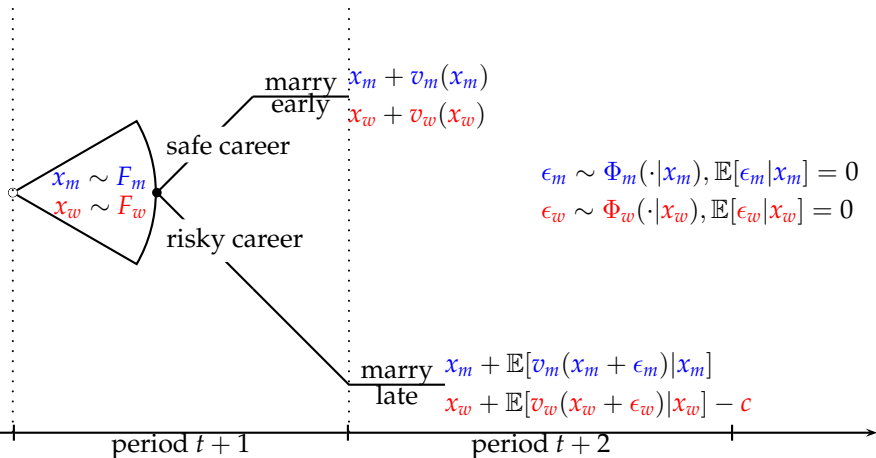 marry
early
x_m + v_m(x_m)
x_w + v_w(x_w)
safe career
x_m ∼ F_m
x_w ∼ F_w
ϵ_m ∼ Φ_m(·|x_m), 𝔼[ϵ_m|x_m] = 0
ϵ_w ∼ Φ_w(·|x_w), 𝔼[ϵ_w|x_w] = 0
risky career
marry
late
x_m + 𝔼[v_m(x_m + ϵ_m)|x_m]
x_w + 𝔼[v_w(x_w + ϵ_w)|x_w] − c
period t + 1
period t + 2